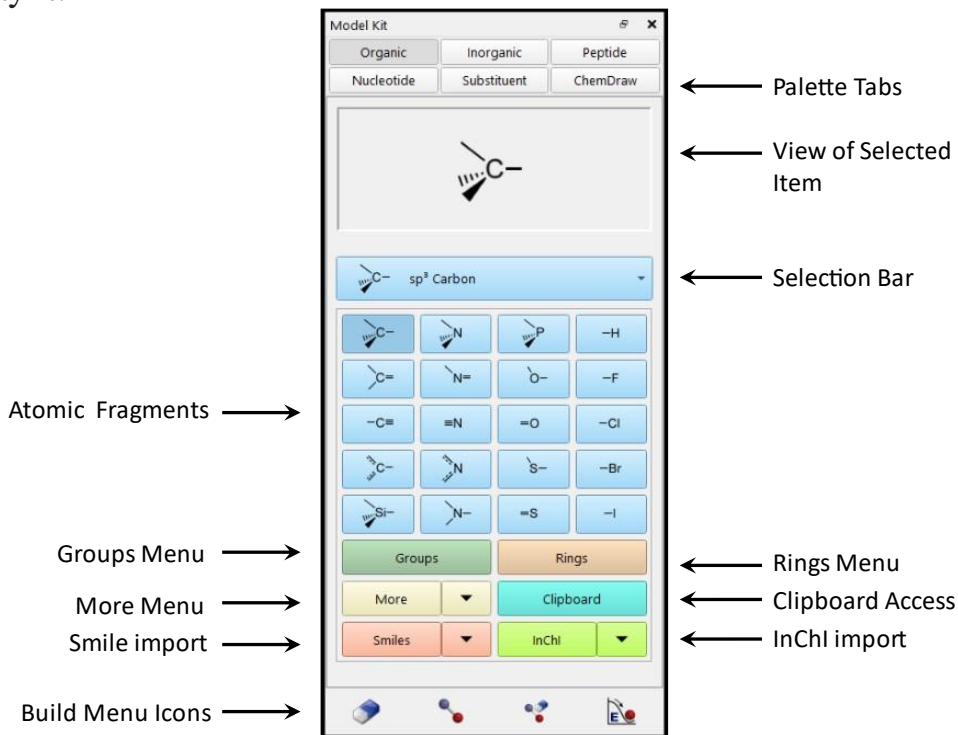 Model Kit
Organic Inorganic Peptide
Nucleotide Substituent ChemDraw
Palette Tabs
C
View of Selected
Item
C sp³ Carbon
Selection Bar
C– N P –H
C= N= O– –F
Atomic Fragments
–C≡ ≡N =O –Cl
C– N S– –Br
Si– N– =S –I
Groups Menu
Groups Rings
Rings Menu
More Menu
More Clipboard
Clipboard Access
Smile import
Smiles InChI
InChI import
Build Menu Icons
E